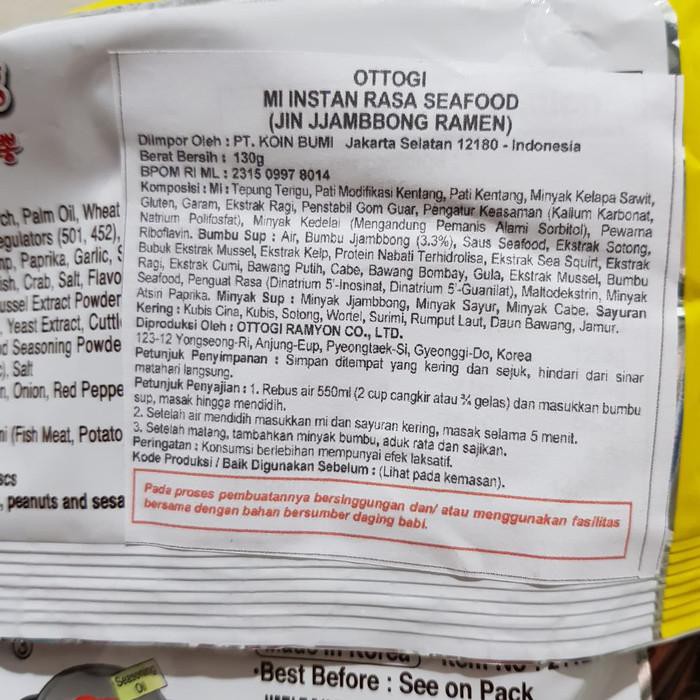 OTTOGI
MI INSTAN RASA SEAFOOD
(JIN JJAMBBONG RAMEN)
Diimpor Oleh : PT. KOIN BUMI Jakarta Selatan 12180 - Indonesia
Berat Bersih : 130g
BPOM RI ML : 2315 0997 8014
Komposisi : Mi : Tepung Terigu, Pati Modifikasi Kentang, Pati Kentang, Minyak Kelapa Sawit,
Gluten, Garam, Ekstrak Ragi, Penstabil Gom Guar, Pengatur Keasaman (Kalium Karbonat,
Natrium Polifosfat), Minyak Kedelai (Mengandung Pemanis Alami Sorbitol), Pewarna
Riboflavin. Bumbu Sup : Air, Bumbu Jjambbong (3.3%), Saus Seafood, Ekstrak Sotong,
Bubuk Ekstrak Mussel, Ekstrak Kelp, Protein Nabati Terhidrolisa, Ekstrak Sea Squirt, Ekstrak
Ragi, Ekstrak Cumi, Bawang Putih, Cabe, Bawang Bombay, Gula, Ekstrak Mussel, Bumbu
Seafood, Pengual Rasa (Dinatrium 5'-Inosinat, Dinatrium 5'-Guanilat), Maltodekstrin, Minyak
Atsiri Paprika. Minyak Sup : Minyak Jjambbong, Minyak Sayur, Minyak Cabe. Sayuran
Kering : Kubis Cina, Kubis, Sotong, Wortel, Surimi, Rumput Laut, Daun Bawang, Jamur.
Diproduksi Oleh : OTTOGI RAMYON CO., LTD.
123-12 Yongseong-Ri, Anjung-Eup, Pyeongtaek-Si, Gyeonggi-Do, Korea
Petunjuk Penyimpanan : Simpan ditempat yang kering dan sejuk, hindari dari sinar
matahari langsung.
Petunjuk Penyajian : 1. Rebus air 550ml (2 cup cangkir atau ¾ gelas) dan masukkan bumbu
sup, masak hingga mendidih.
2. Setelah air mendidih masukkan mi dan sayuran kering, masak selama 5 menit.
3. Setelah matang, tambahkan minyak bumbu, aduk rata dan sajikan.
Peringatan : Konsumsi berlebihan mempunyai efek laksatif.
Kode Produksi / Baik Digunakan Sebelum : (Lihat pada kemasan).
Pada proses pembuatannya bersinggungan dan/ atau menggunakan fasilitas
bersama dengan bahan bersumber daging babi.
Palm Oil, Wheat
(501, 452),
Paprika, Garlic,
Crab, Salt, Flavo
Extract Powder
Yeast Extract, Cuttl
Seasoning Powde
Salt
Onion, Red Peppe
(Fish Meat, Potato
peanuts and sesa
Made in Korea
Seasoning
Oil
•Best Before : See on Pack